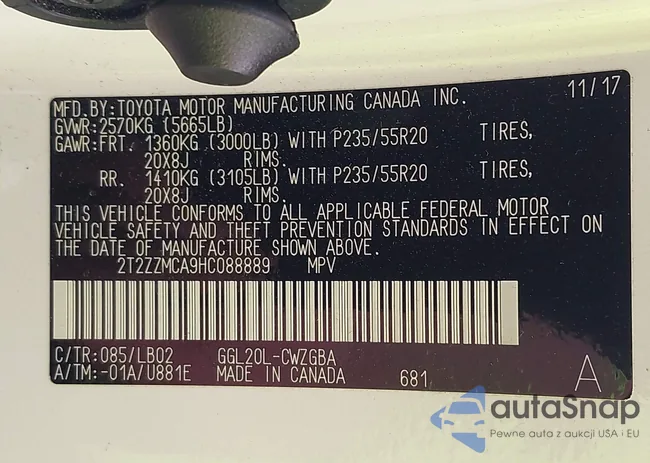 MFD.BY:TOYOTA MOTOR MANUFACTURING CANADA INC. 11/17
GVWR:2570KG (5665LB)
GAWR:FRT. 1360KG (3000LB) WITH P235/55R20 TIRES,
20X8J RIMS.
RR. 1410KG (3105LB) WITH P235/55R20 TIRES,
20X8J RIMS.
THIS VEHICLE CONFORMS TO ALL APPLICABLE FEDERAL MOTOR
VEHICLE SAFETY AND THEFT PREVENTION STANDARDS IN EFFECT ON
THE DATE OF MANUFACTURE SHOWN ABOVE.
2T2ZZMCA9HC088889 MPV
C/TR:085/LB02 GGL20L-CWZGBA
A/TM:-01A/U881E MADE IN CANADA 681 A
autaSnap
Pewne auta z aukcji USA i EU